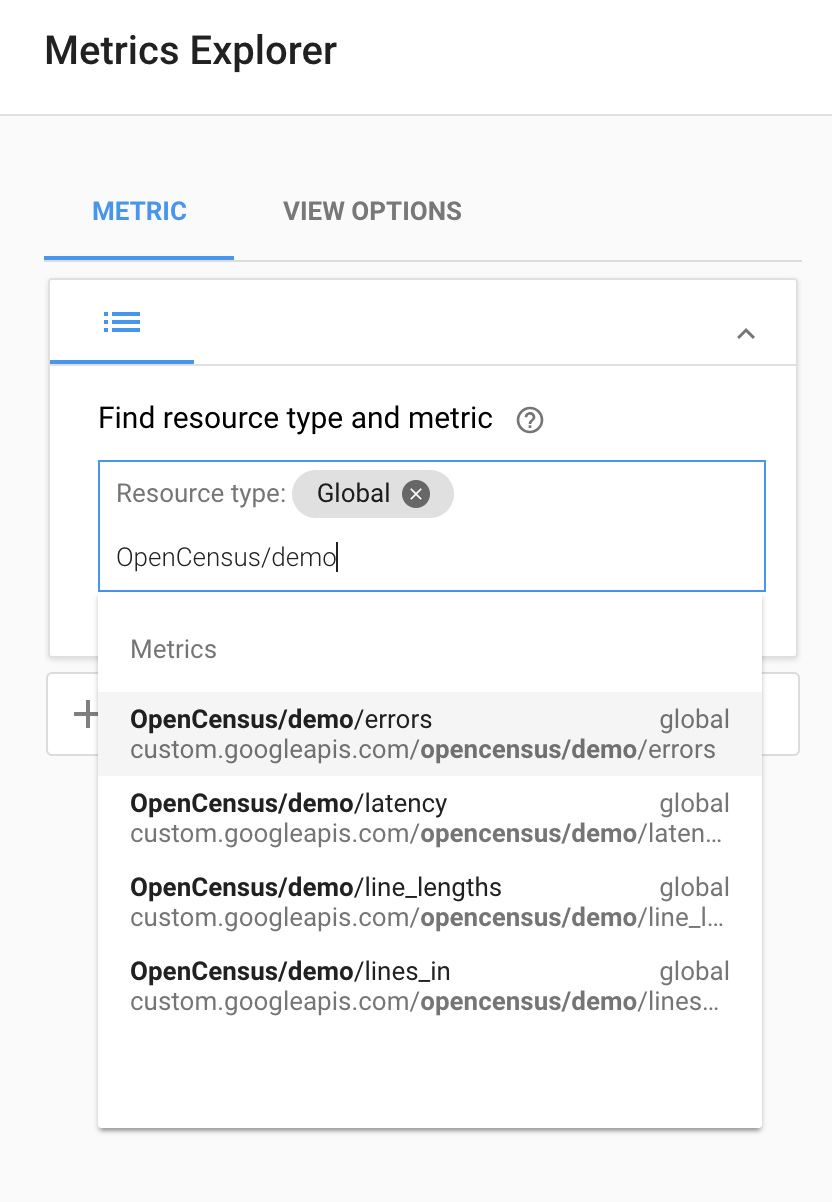 Metrics Explorer
METRIC VIEW OPTIONS
Find resource type and metric
Resource type: Global
OpenCensus/demo
Metrics
OpenCensus/demo/errors global
custom.googleapis.com/opencensus/demo/errors
OpenCensus/demo/latency global
custom.googleapis.com/opencensus/demo/laten...
OpenCensus/demo/line_lengths global
custom.googleapis.com/opencensus/demo/line_l...
OpenCensus/demo/lines_in global
custom.googleapis.com/opencensus/demo/lines...